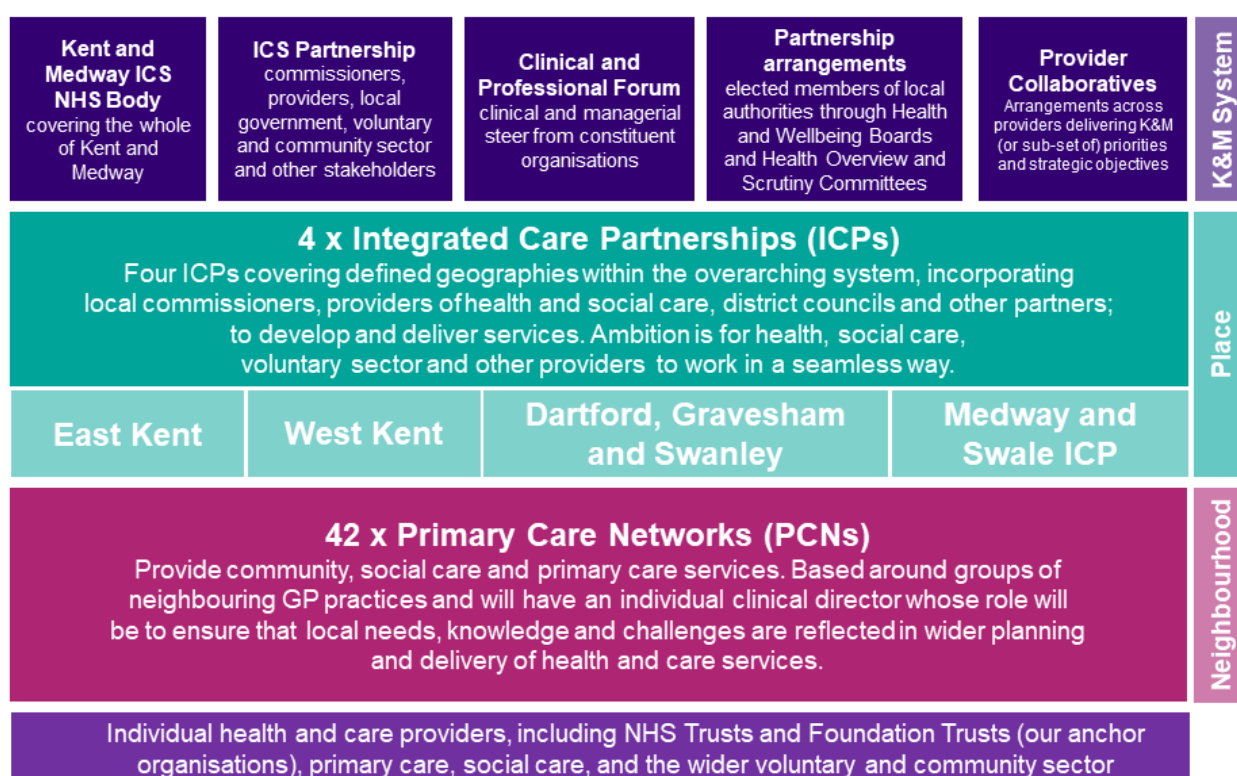 Kent and
Medway ICS
NHS Body
covering the whole
of Kent and
Medway
ICS Partnership
commissioners,
providers, local
government, voluntary
and community sector
and other stakeholders
Clinical and
Professional Forum
clinical and managerial
steer from constituent
organisations
Partnership
arrangements
elected members of local
authorities through Health
and Wellbeing Boards
and Health Overview and
Scrutiny Committees
Provider
Collaboratives
Arrangements across
providers delivering K&M
(or sub-set of) priorities
and strategic objectives
K&M System
4 x Integrated Care Partnerships (ICPs)
Four ICPs covering defined geographies within the overarching system, incorporating
local commissioners, providers of health and social care, district councils and other partners;
to develop and deliver services. Ambition is for health, social care,
voluntary sector and other providers to work in a seamless way.
Place
East Kent
West Kent
Dartford, Gravesham
and Swanley
Medway and
Swale ICP
42 x Primary Care Networks (PCNs)
Provide community, social care and primary care services. Based around groups of
neighbouring GP practices and will have an individual clinical director whose role will
be to ensure that local needs, knowledge and challenges are reflected in wider planning
and delivery of health and care services.
Neighbourhood
Individual health and care providers, including NHS Trusts and Foundation Trusts (our anchor
organisations), primary care, social care, and the wider voluntary and community sector